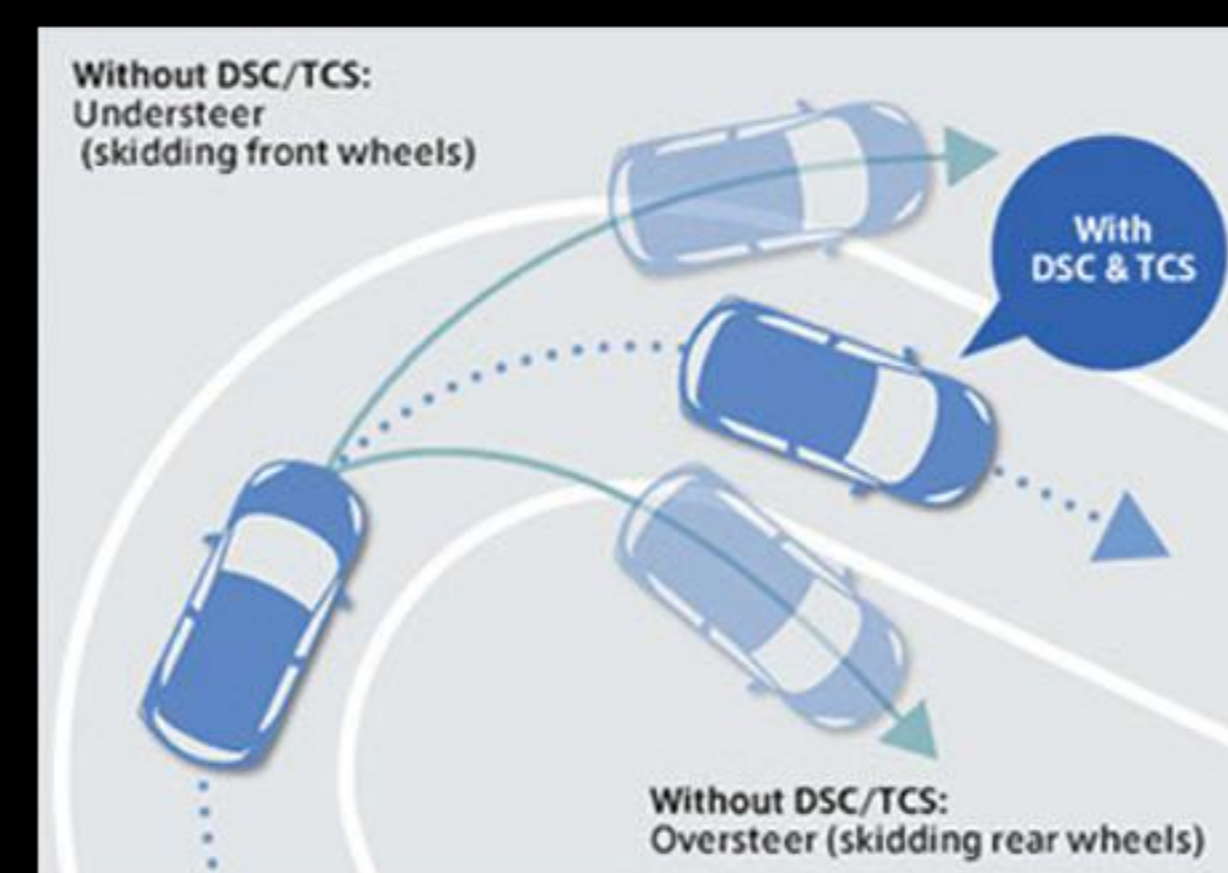 Without DSC/TCS:
Understeer
(skidding front wheels)
With
DSC & TCS
Without DSC/TCS:
Oversteer (skidding rear wheels)